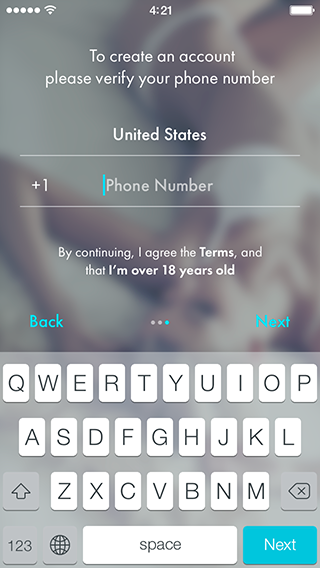 4:21
To create an account
please verify your phone number
United States
+1 Phone Number
By continuing, I agree the Terms, and
that I'm over 18 years old
Back Next
Q W E R T Y U I O P
A S D F G H J K L
Z X C V B N M
123 space Next